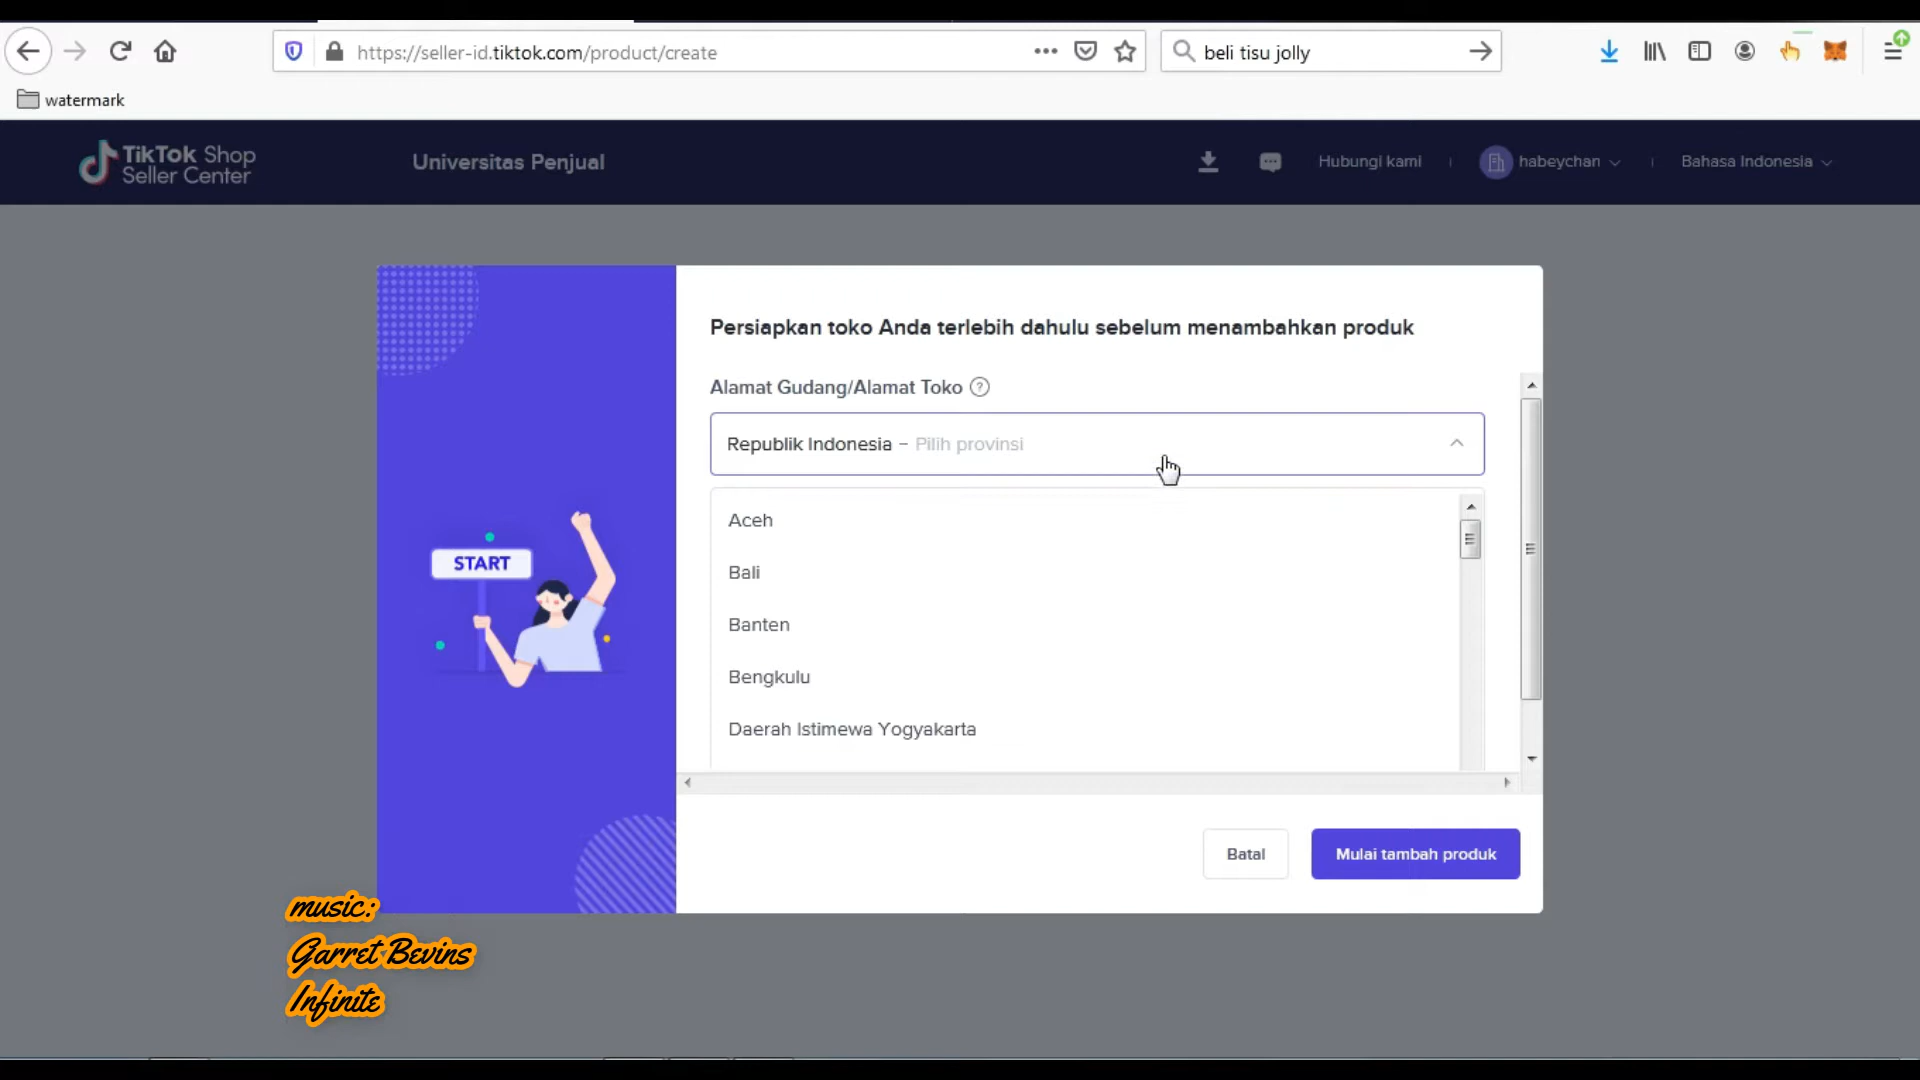 https://seller-id.tiktok.com/product/create
beli tisu jolly
watermark
TikTok Shop
Seller Center
Universitas Penjual
Hubungi kami
habeychan
Bahasa Indonesia
Persiapkan toko Anda terlebih dahulu sebelum menambahkan produk
Alamat Gudang/Alamat Toko ?
Republik Indonesia - Pilih provinsi
Aceh
Bali
Banten
Bengkulu
Daerah Istimewa Yogyakarta
START
Batal
Mulai tambah produk
music:
Garret Bevins
Infinite